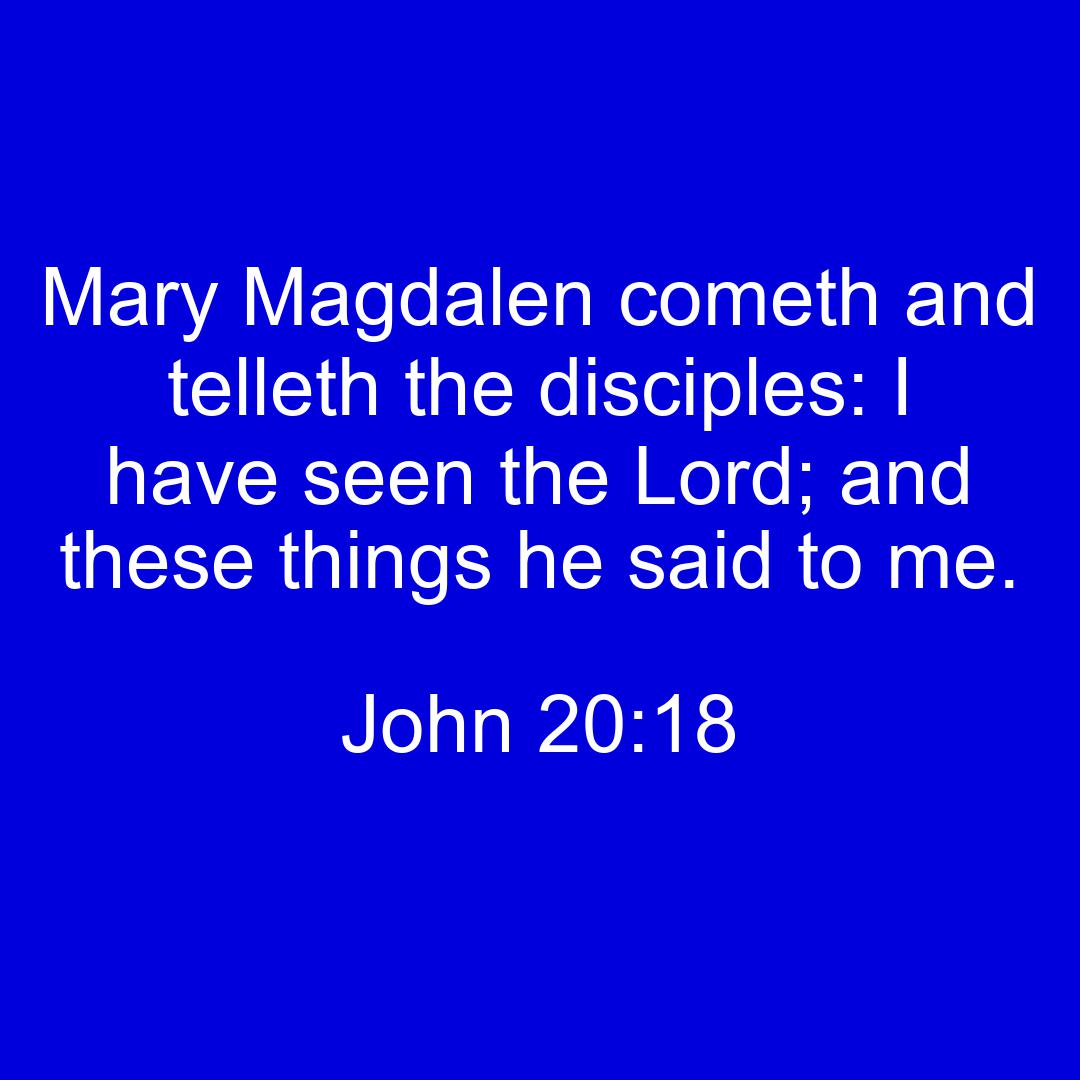 Mary Magdalen cometh and
telleth the disciples: I
have seen the Lord; and
these things he said to me.
John 20:18